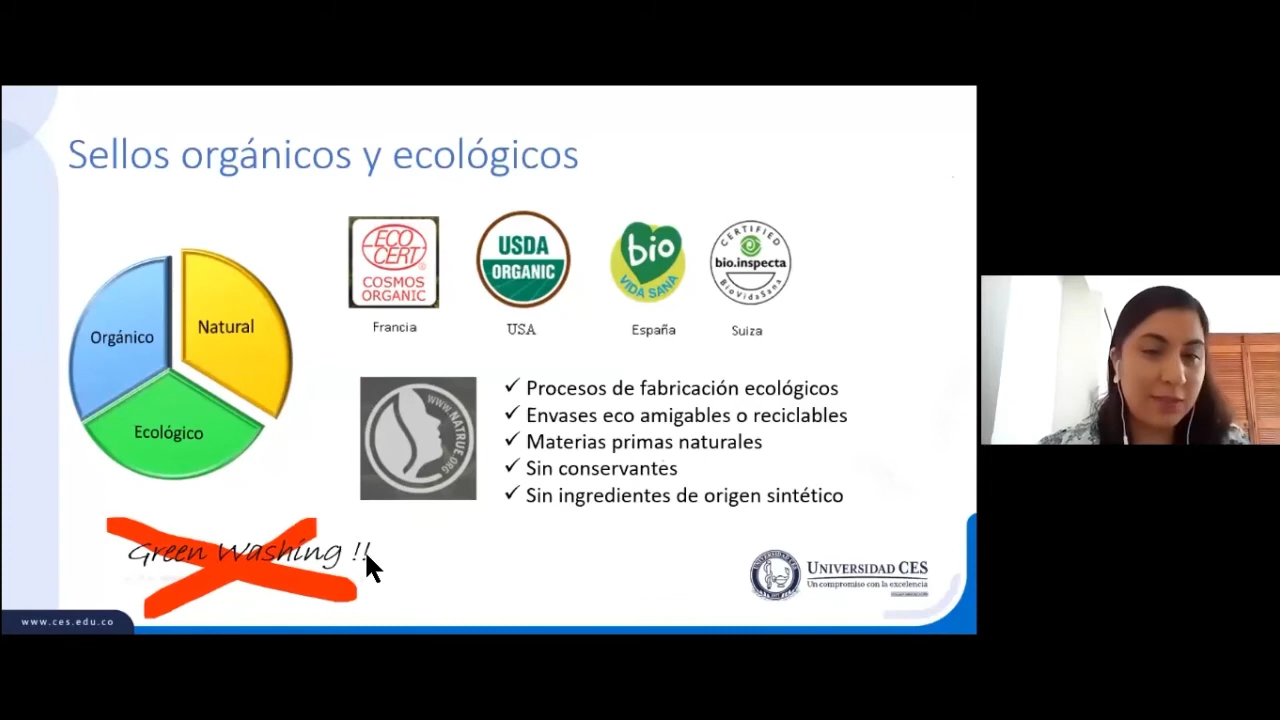 Sellos orgánicos y ecológicos
Orgánico
Natural
Ecológico
ECO
CERT
®
COSMOS
ORGANIC
Francia
USDA
ORGANIC
USA
bio
VIDA SANA
España
CERTIFIED
bio.inspecta
BioVidaSana
Suiza
WWW.NATRUE.ORG
✓ Procesos de fabricación ecológicos
✓ Envases eco amigables o reciclables
✓ Materias primas naturales
✓ Sin conservantes
✓ Sin ingredientes de origen sintético
Green Washing !!
UNIVERSIDAD CES
Un compromiso con la excelencia
www.ces.edu.co